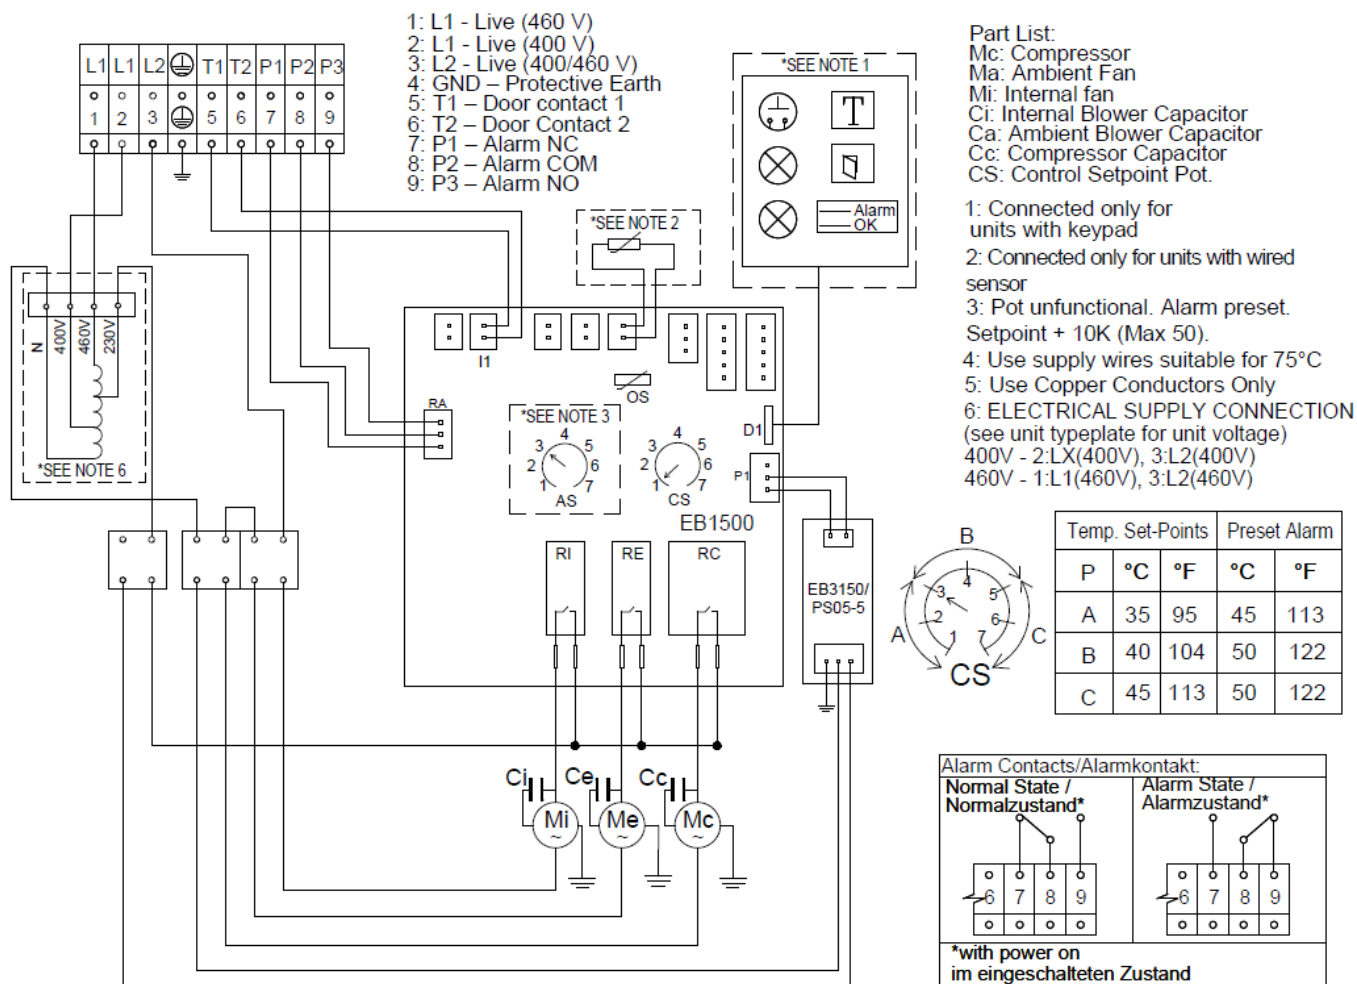 L1 L1 L2 T1 T2 P1 P2 P3
1 2 3 5 6 7 8 9
1: L1 - Live (460 V)
2: L1 - Live (400 V)
3: L2 - Live (400/460 V)
4: GND – Protective Earth
5: T1 – Door contact 1
6: T2 – Door Contact 2
7: P1 – Alarm NC
8: P2 – Alarm COM
9: P3 – Alarm NO
*SEE NOTE 1
T
Alarm
OK
Part List:
Mc: Compressor
Ma: Ambient Fan
Mi: Internal fan
Ci: Internal Blower Capacitor
Ca: Ambient Blower Capacitor
Cc: Compressor Capacitor
CS: Control Setpoint Pot.
1: Connected only for
units with keypad
2: Connected only for units with wired
sensor
3: Pot unfunctional. Alarm preset.
Setpoint + 10K (Max 50).
4: Use supply wires suitable for 75°C
5: Use Copper Conductors Only
6: ELECTRICAL SUPPLY CONNECTION
(see unit typeplate for unit voltage)
400V - 2:LX(400V), 3:L2(400V)
460V - 1:L1(460V), 3:L2(460V)
*SEE NOTE 2
N
400V
460V
230V
*SEE NOTE 6
I1
OS
RA
*SEE NOTE 3
1 2 3 4 5 6 7
AS
1 2 3 4 5 6 7
CS
D1
P1
EB1500
RI
RE
RC
EB3150/
PS05-5
B
A
C
1 2 3 4 5 6 7
CS
Temp. Set-Points Preset Alarm
P °C °F °C °F
A 35 95 45 113
B 40 104 50 122
C 45 113 50 122
Ci Ce Cc
Mi Me Mc
~ ~ ~
Alarm Contacts/Alarmkontakt:
Normal State /
Normalzustand*
6 7 8 9
Alarm State /
Alarmzustand*
6 7 8 9
*with power on
im eingeschalteten Zustand